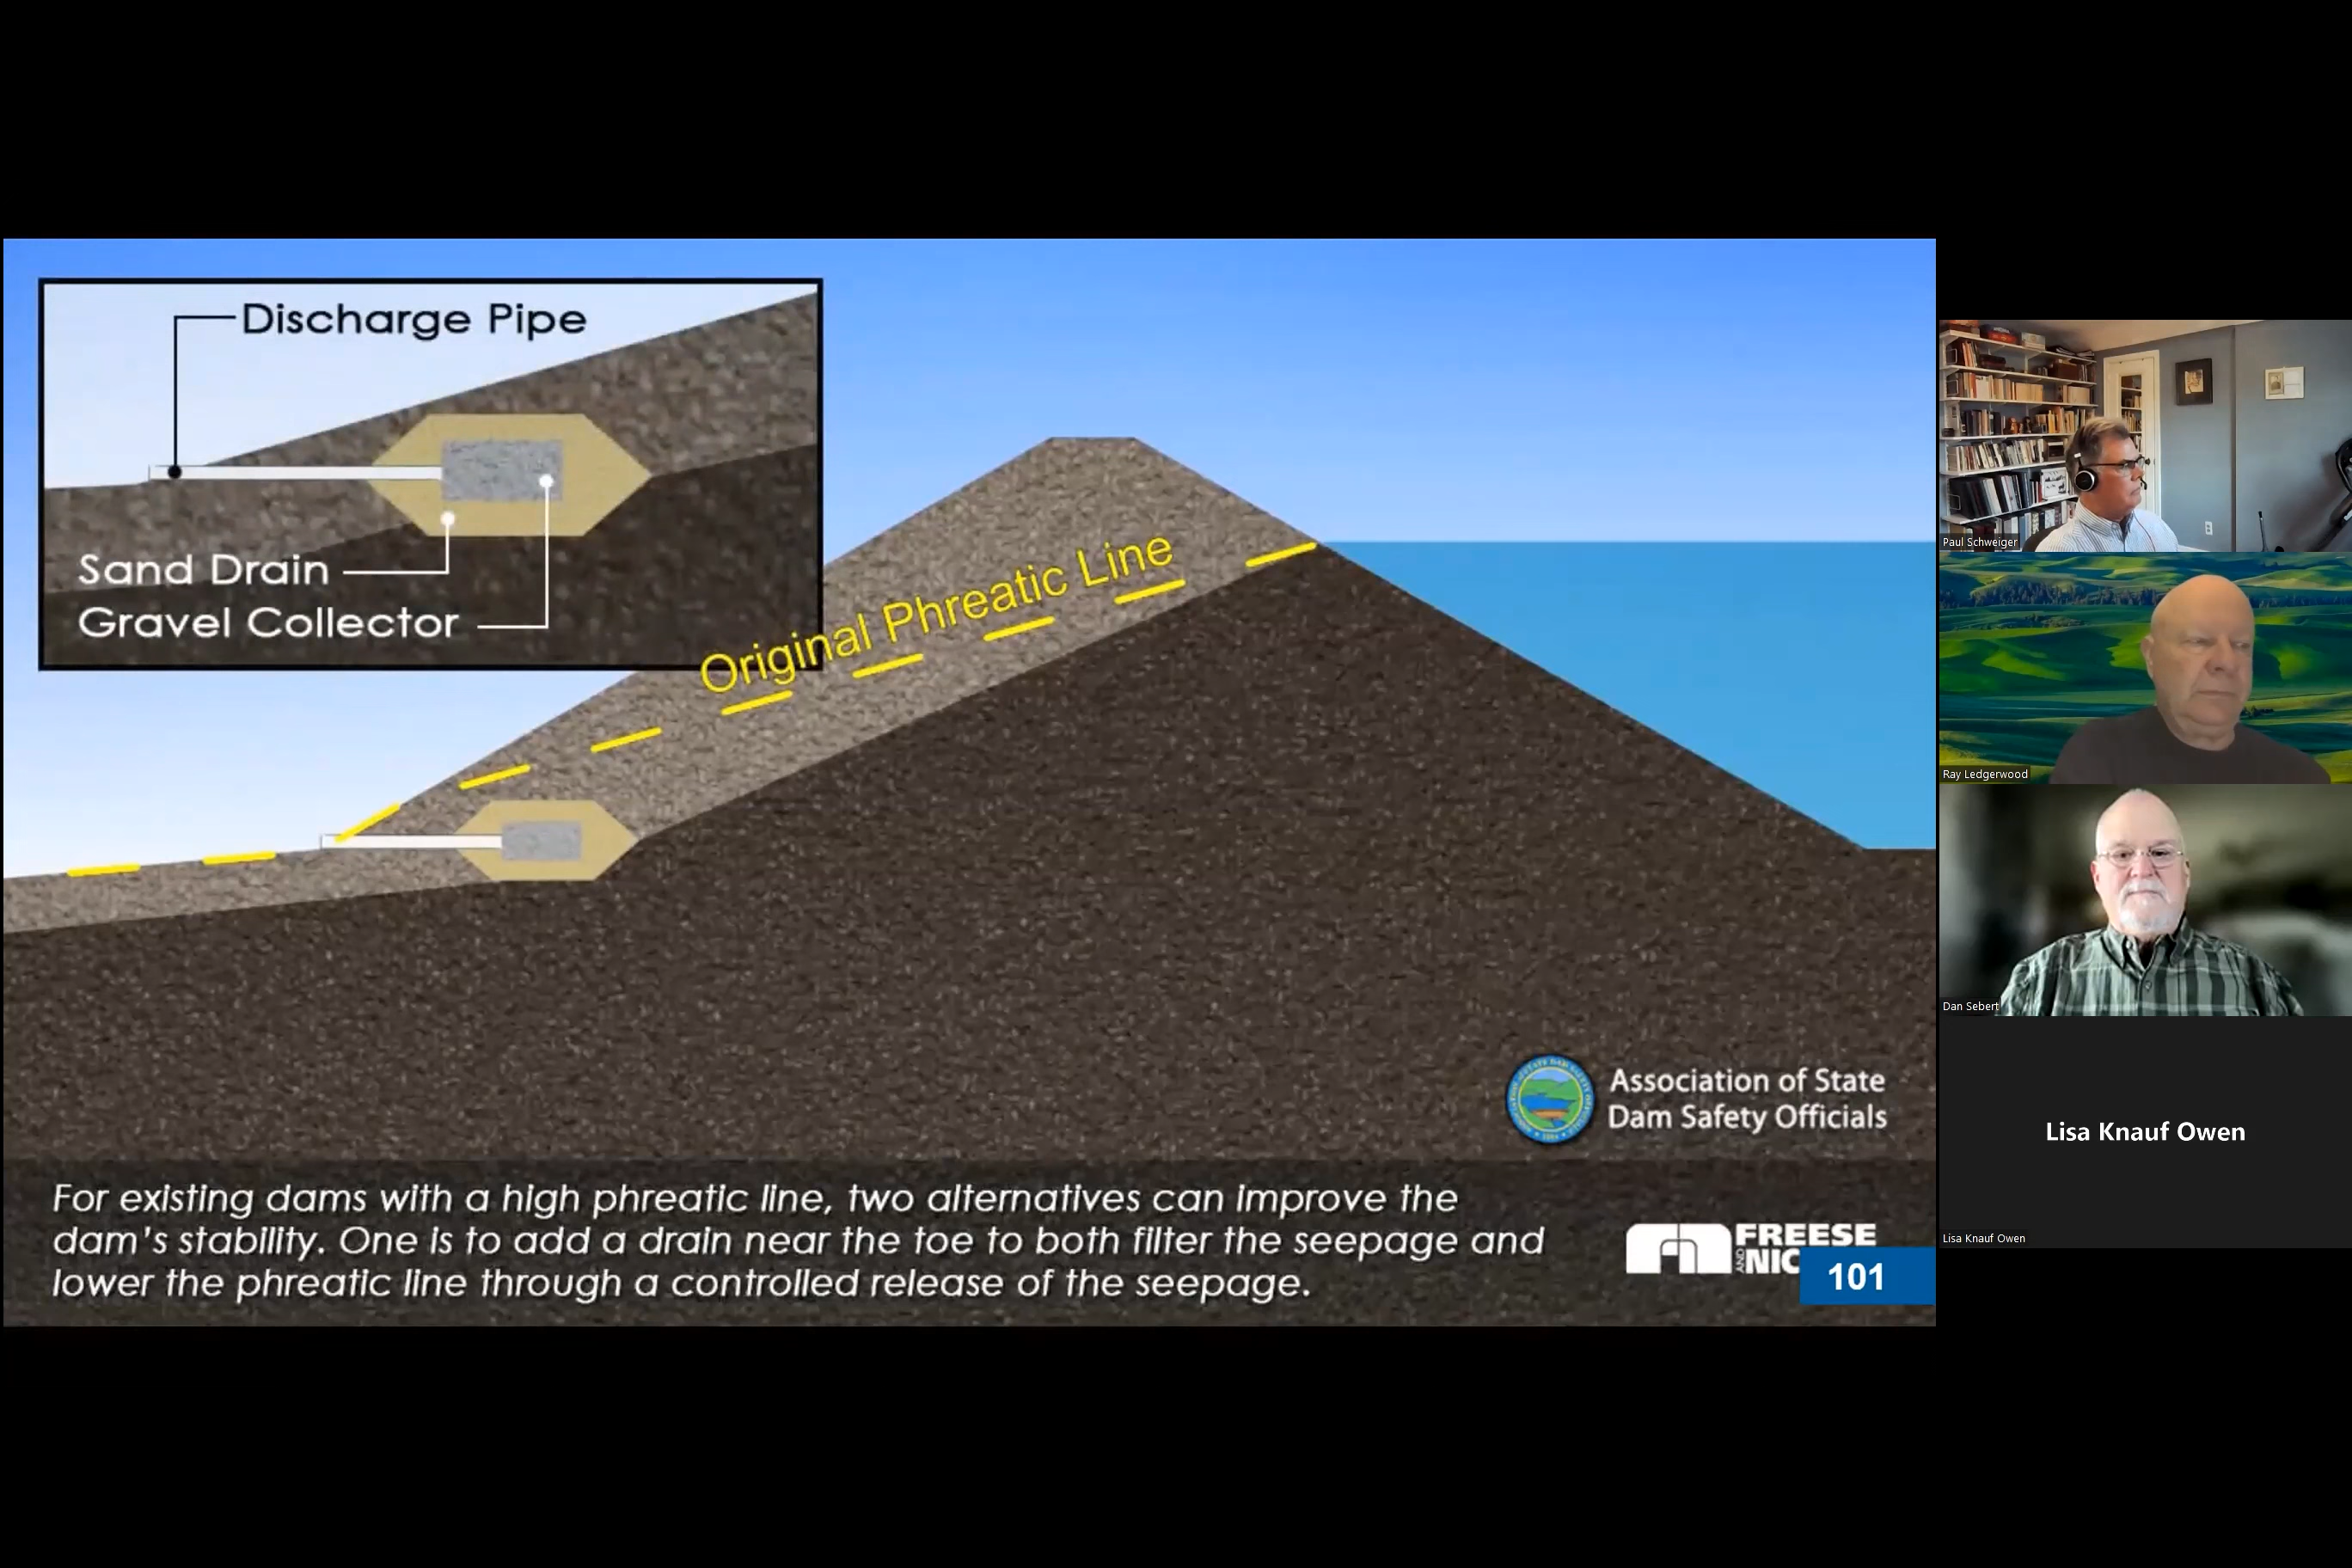 Discharge Pipe
Sand Drain
Gravel Collector
Original Phreatic Line
Association of State
Dam Safety Officials
For existing dams with a high phreatic line, two alternatives can improve the
dam's stability. One is to add a drain near the toe to both filter the seepage and
lower the phreatic line through a controlled release of the seepage.
FREESE
AND NIC
101
Paul Schweiger
Ray Ledgerwood
Dan Sebert
Lisa Knauf Owen
Lisa Knauf Owen